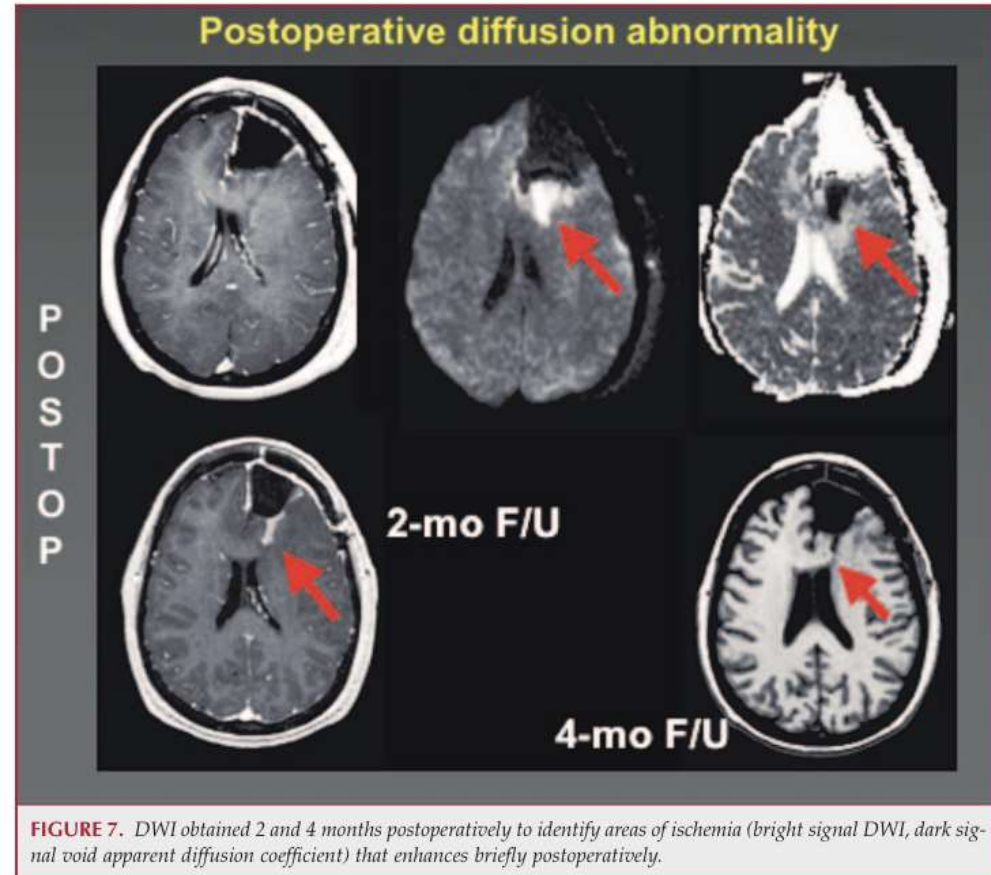 Postoperative diffusion abnormality
POSTOP
2-mo F/U
4-mo F/U
FIGURE 7. DWI obtained 2 and 4 months postoperatively to identify areas of ischemia (bright signal DWI, dark sig-
nal void apparent diffusion coefficient) that enhances briefly postoperatively.